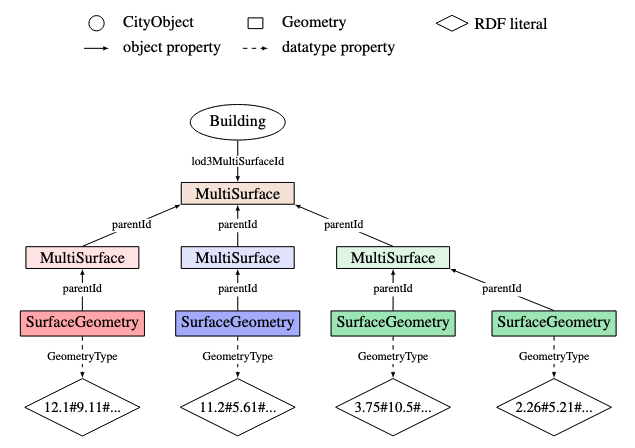 CityObject
Geometry
RDF literal
object property
datatype property
Building
lod3MultiSurfaceId
MultiSurface
parentId parentId parentId
MultiSurface MultiSurface MultiSurface
parentId parentId parentId parentId
SurfaceGeometry SurfaceGeometry SurfaceGeometry SurfaceGeometry
GeometryType GeometryType GeometryType GeometryType
12.1#9.11#... 11.2#5.61#... 3.75#10.5#... 2.26#5.21#...